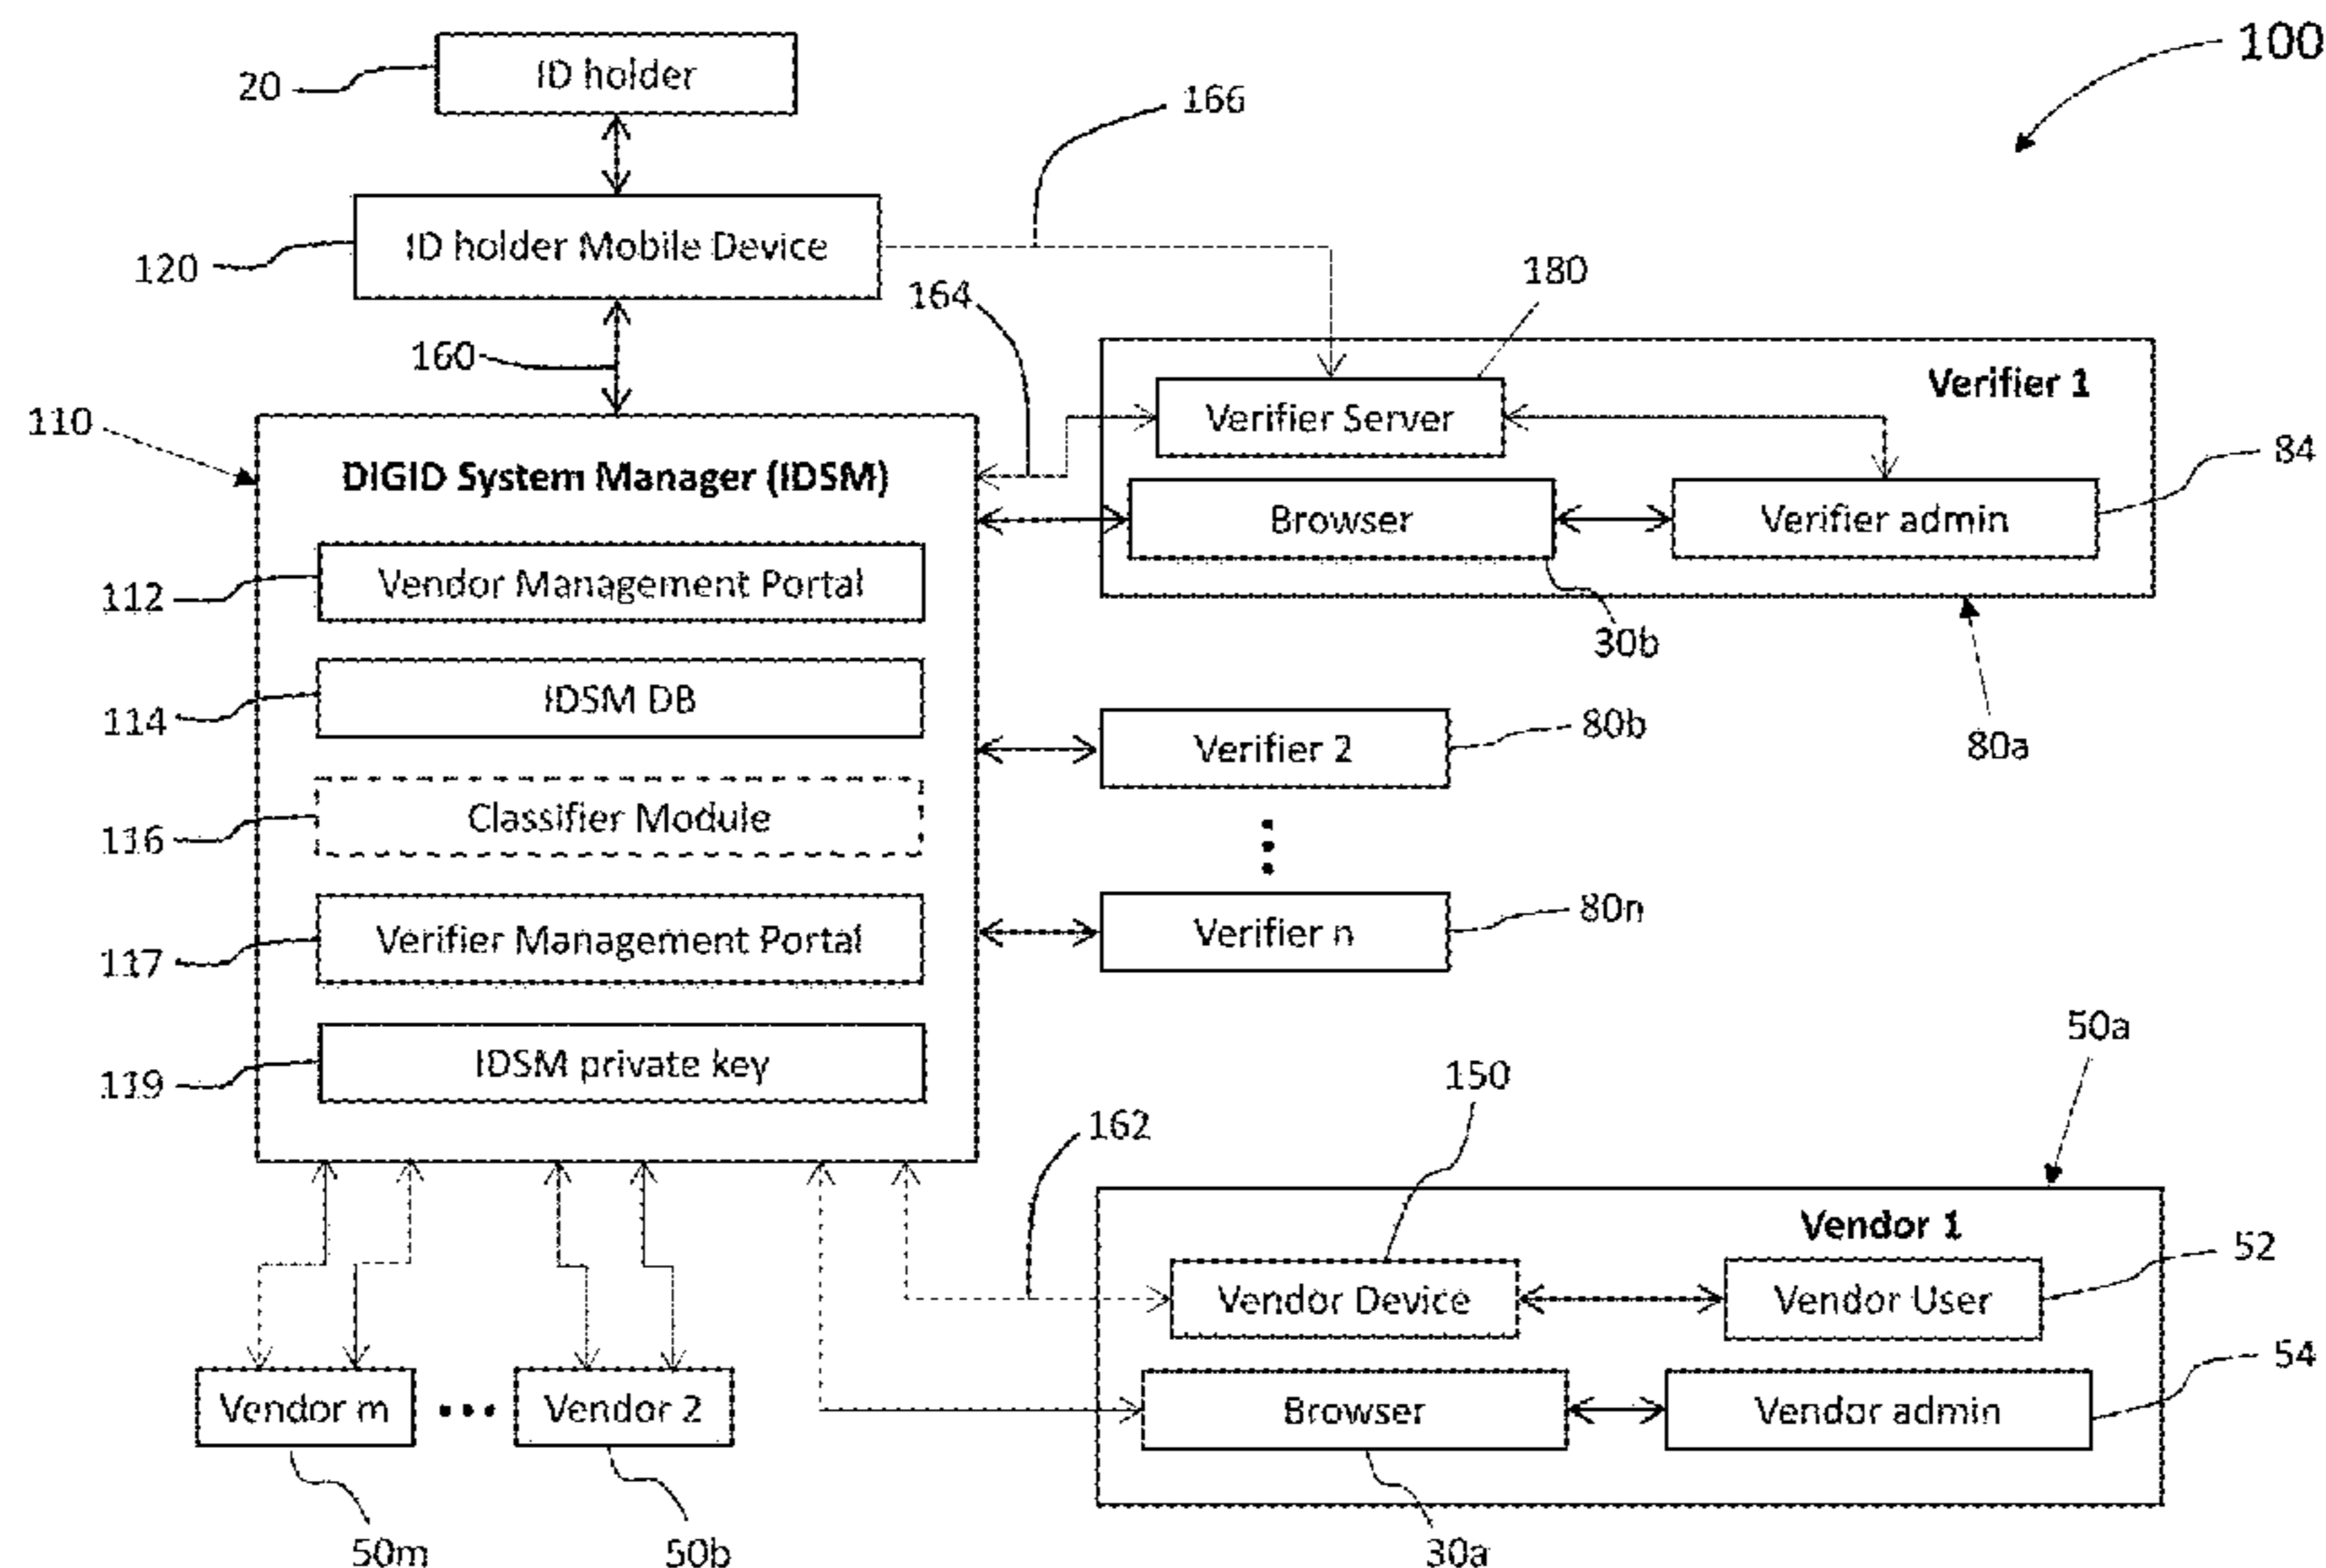 100
20
ID holder
166
120
ID holder Mobile Device
164
180
160
110
Verifier 1
Verifier Server
84
DIGID System Manager (IDSM)
Browser
Verifier admin
112
Vendor Management Portal
30b
114
IDSM DB
80b
Verifier 2
80a
116
Classifier Module
80n
117
Verifier Management Portal
Verifier n
50a
119
IDSM private key
150
162
Vendor 1
52
Vendor Device
Vendor User
54
Vendor m
Vendor 2
Browser
Vendor admin
50m
50b
30a